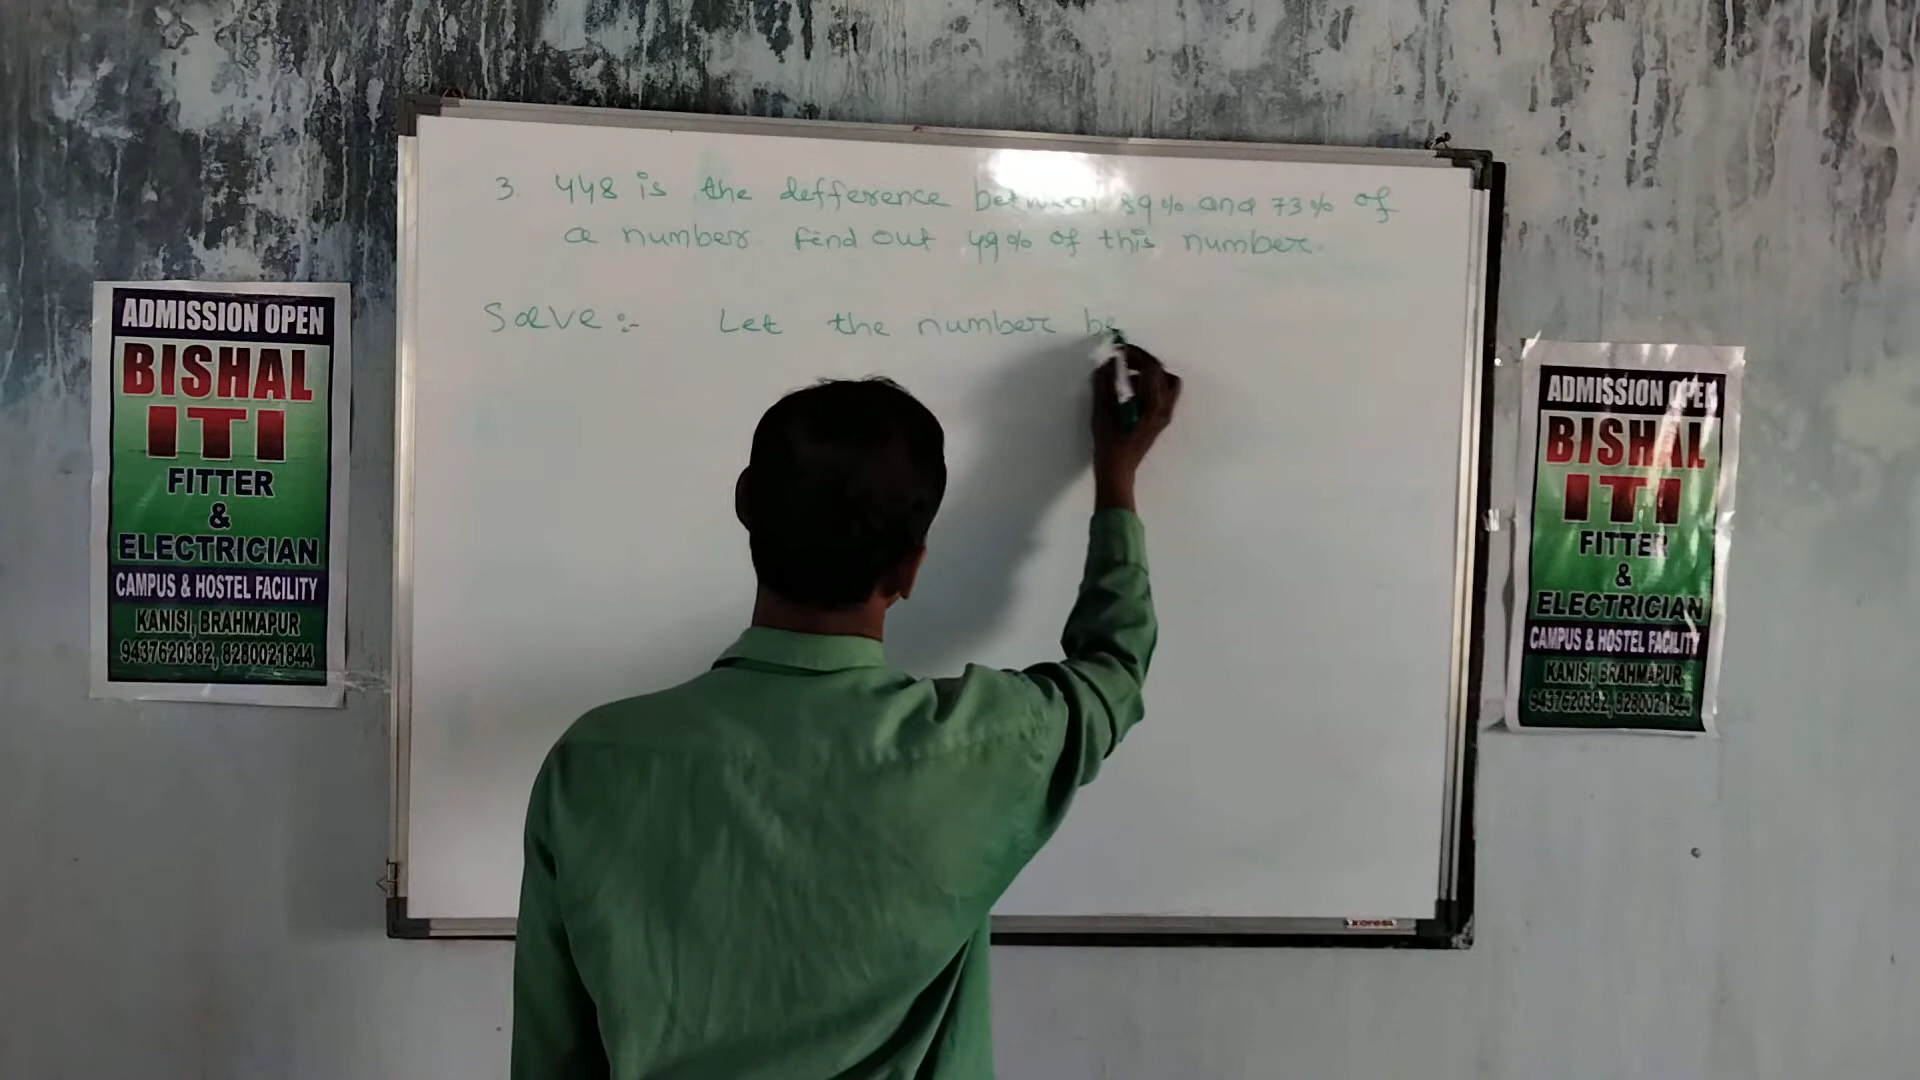 3. 448 is the defference between 89% and 73% of
a number. Find out 49% of this number.
Solve :- Let the number be
ADMISSION OPEN
BISHAL
ITI
FITTER
&
ELECTRICIAN
CAMPUS & HOSTEL FACILITY
KANISI, BRAHMAPUR
9437620382, 8280021844
ADMISSION OPEN
BISHAL
ITI
FITTER
&
ELECTRICIAN
CAMPUS & HOSTEL FACILITY
KANISI, BRAHMAPUR
9437620382, 8280021844
kores